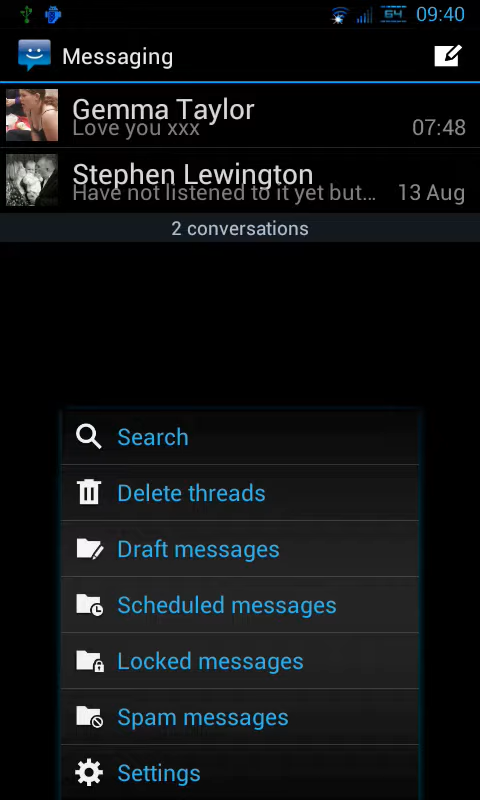 64 09:40
Messaging
Gemma Taylor
Love you xxx 07:48
Stephen Lewington
Have not listened to it yet but... 13 Aug
2 conversations
Search
Delete threads
Draft messages
Scheduled messages
Locked messages
Spam messages
Settings